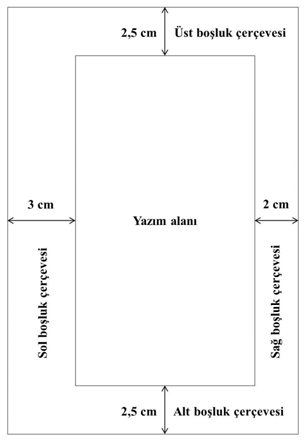 2,5 cm Üst boşluk çerçevesi
3 cm
2 cm
Yazım alanı
Sol boşluk çerçevesi
Sağ boşluk çerçevesi
2,5 cm Alt boşluk çerçevesi